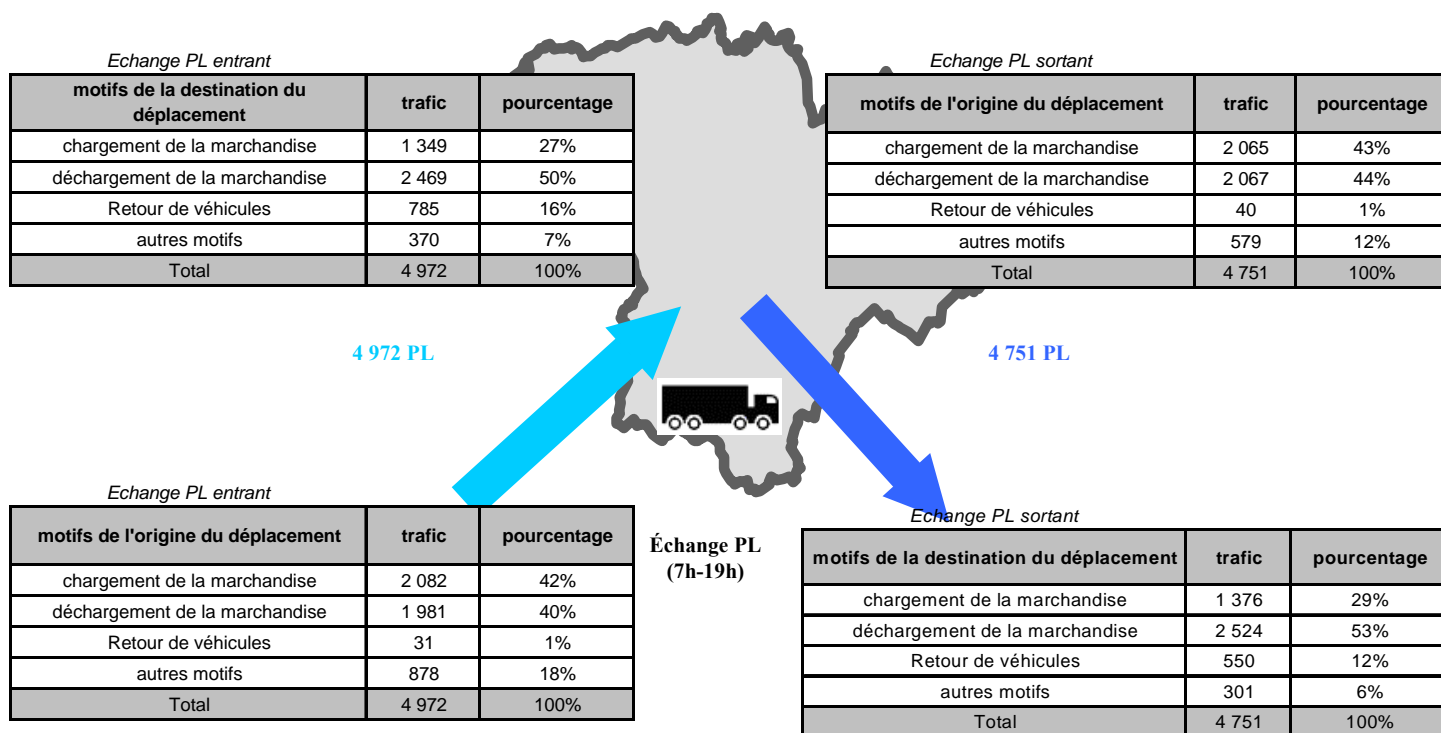 Echange PL entrant
motifs de la destination du déplacement trafic pourcentage
chargement de la marchandise 1 349 27%
déchargement de la marchandise 2 469 50%
Retour de véhicules 785 16%
autres motifs 370 7%
Total 4 972 100%
Echange PL sortant
motifs de l'origine du déplacement trafic pourcentage
chargement de la marchandise 2 065 43%
déchargement de la marchandise 2 067 44%
Retour de véhicules 40 1%
autres motifs 579 12%
Total 4 751 100%
4 972 PL
4 751 PL
Echange PL entrant
motifs de l'origine du déplacement trafic pourcentage
chargement de la marchandise 2 082 42%
déchargement de la marchandise 1 981 40%
Retour de véhicules 31 1%
autres motifs 878 18%
Total 4 972 100%
Échange PL
(7h-19h)
Echange PL sortant
motifs de la destination du déplacement trafic pourcentage
chargement de la marchandise 1 376 29%
déchargement de la marchandise 2 524 53%
Retour de véhicules 550 12%
autres motifs 301 6%
Total 4 751 100%